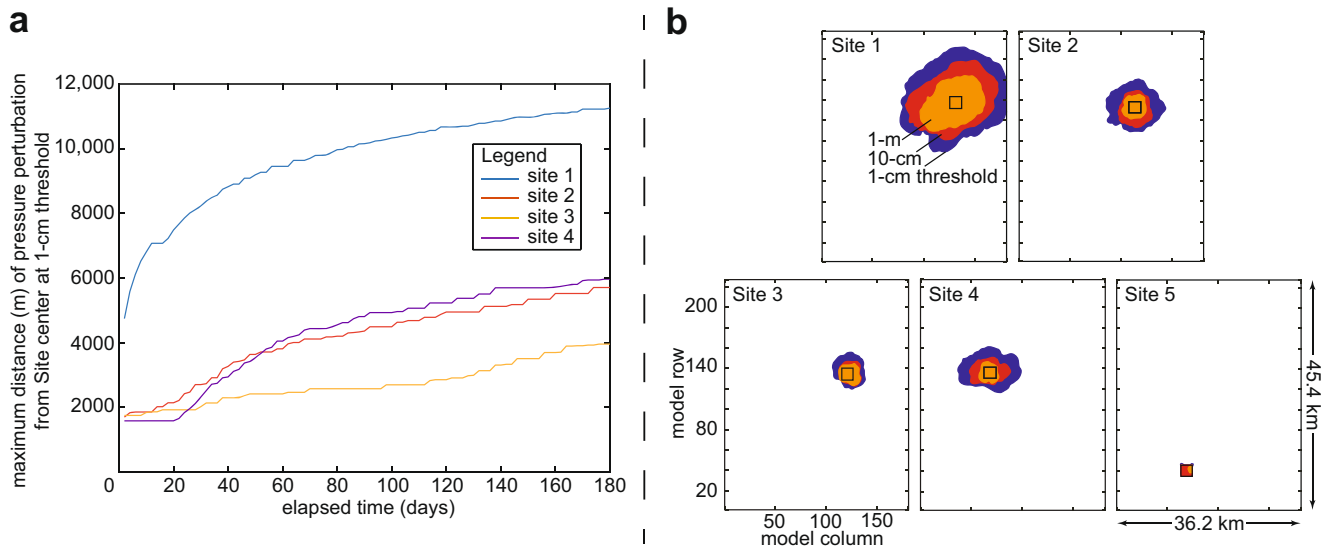 a
maximum distance (m) of pressure perturbation
from Site center at 1-cm threshold
12,000
10,000
8000
6000
4000
2000
0
20
40
60
80
100
120
140
160
180
elapsed time (days)
Legend
site 1
site 2
site 3
site 4
b
Site 1
1-m
10-cm
1-cm threshold
Site 2
Site 3
Site 4
Site 5
model row
220
140
80
20
50
100
150
model column
45.4 km
36.2 km